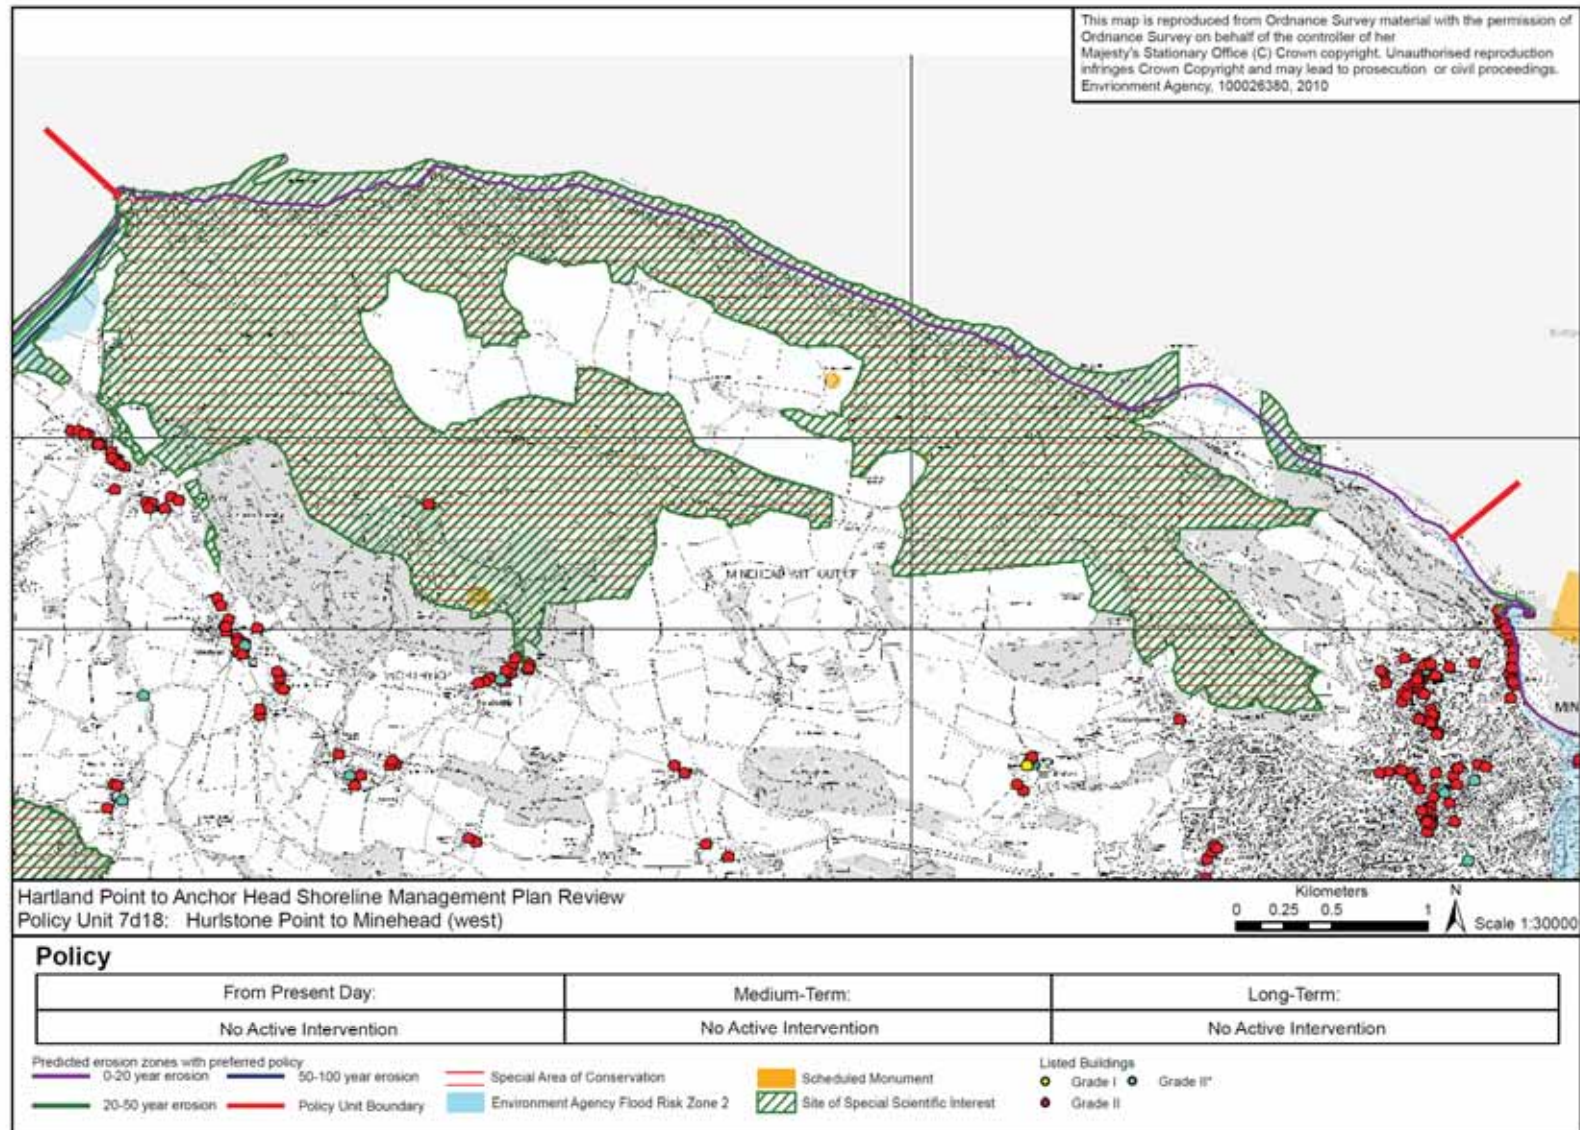 This map is reproduced from Ordnance Survey material with the permission of
Ordnance Survey on behalf of the controller of her
Majesty's Stationary Office (C) Crown copyright. Unauthorised reproduction
infringes Crown Copyright and may lead to prosecution or civil proceedings.
Envrionment Agency, 100026380, 2010
Hartland Point to Anchor Head Shoreline Management Plan Review
Policy Unit 7d18: Hurlstone Point to Minehead (west)
Kilometers
0 0.25 0.5 1
N
Scale 1:30000
Policy
From Present Day: Medium-Term: Long-Term:
No Active Intervention No Active Intervention No Active Intervention
Predicted erosion zones with preferred policy
0-20 year erosion 50-100 year erosion Special Area of Conservation Scheduled Monument
20-50 year erosion Policy Unit Boundary Environment Agency Flood Risk Zone 2 Site of Special Scientific Interest
Listed Buildings
Grade I Grade II*
Grade II